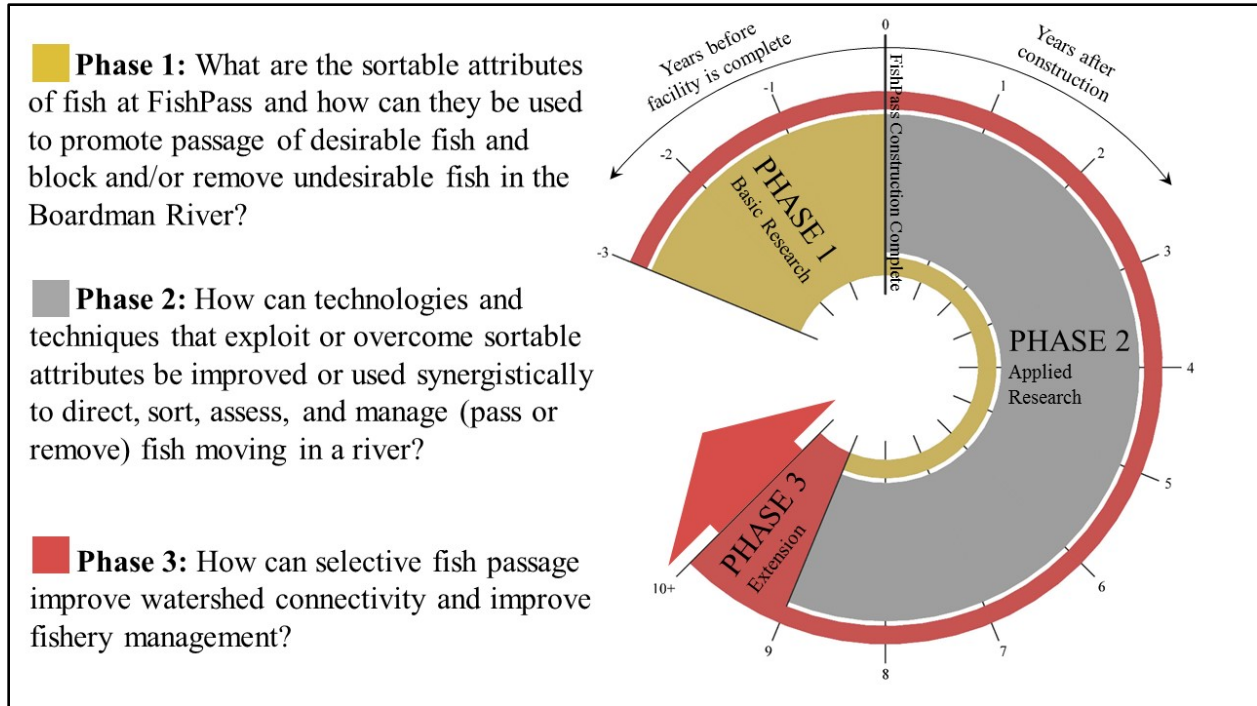 Phase 1: What are the sortable attributes
of fish at FishPass and how can they be used
to promote passage of desirable fish and
block and/or remove undesirable fish in the
Boardman River?
Phase 2: How can technologies and
techniques that exploit or overcome sortable
attributes be improved or used synergistically
to direct, sort, assess, and manage (pass or
remove) fish moving in a river?
Phase 3: How can selective fish passage
improve watershed connectivity and improve
fishery management?
Years before
facility is complete
Years after
construction
-3
-2
-1
0
1
2
3
4
5
6
7
8
9
10+
FishPass Construction Complete
PHASE 1
Basic Research
PHASE 2
Applied
Research
PHASE 3
Extension